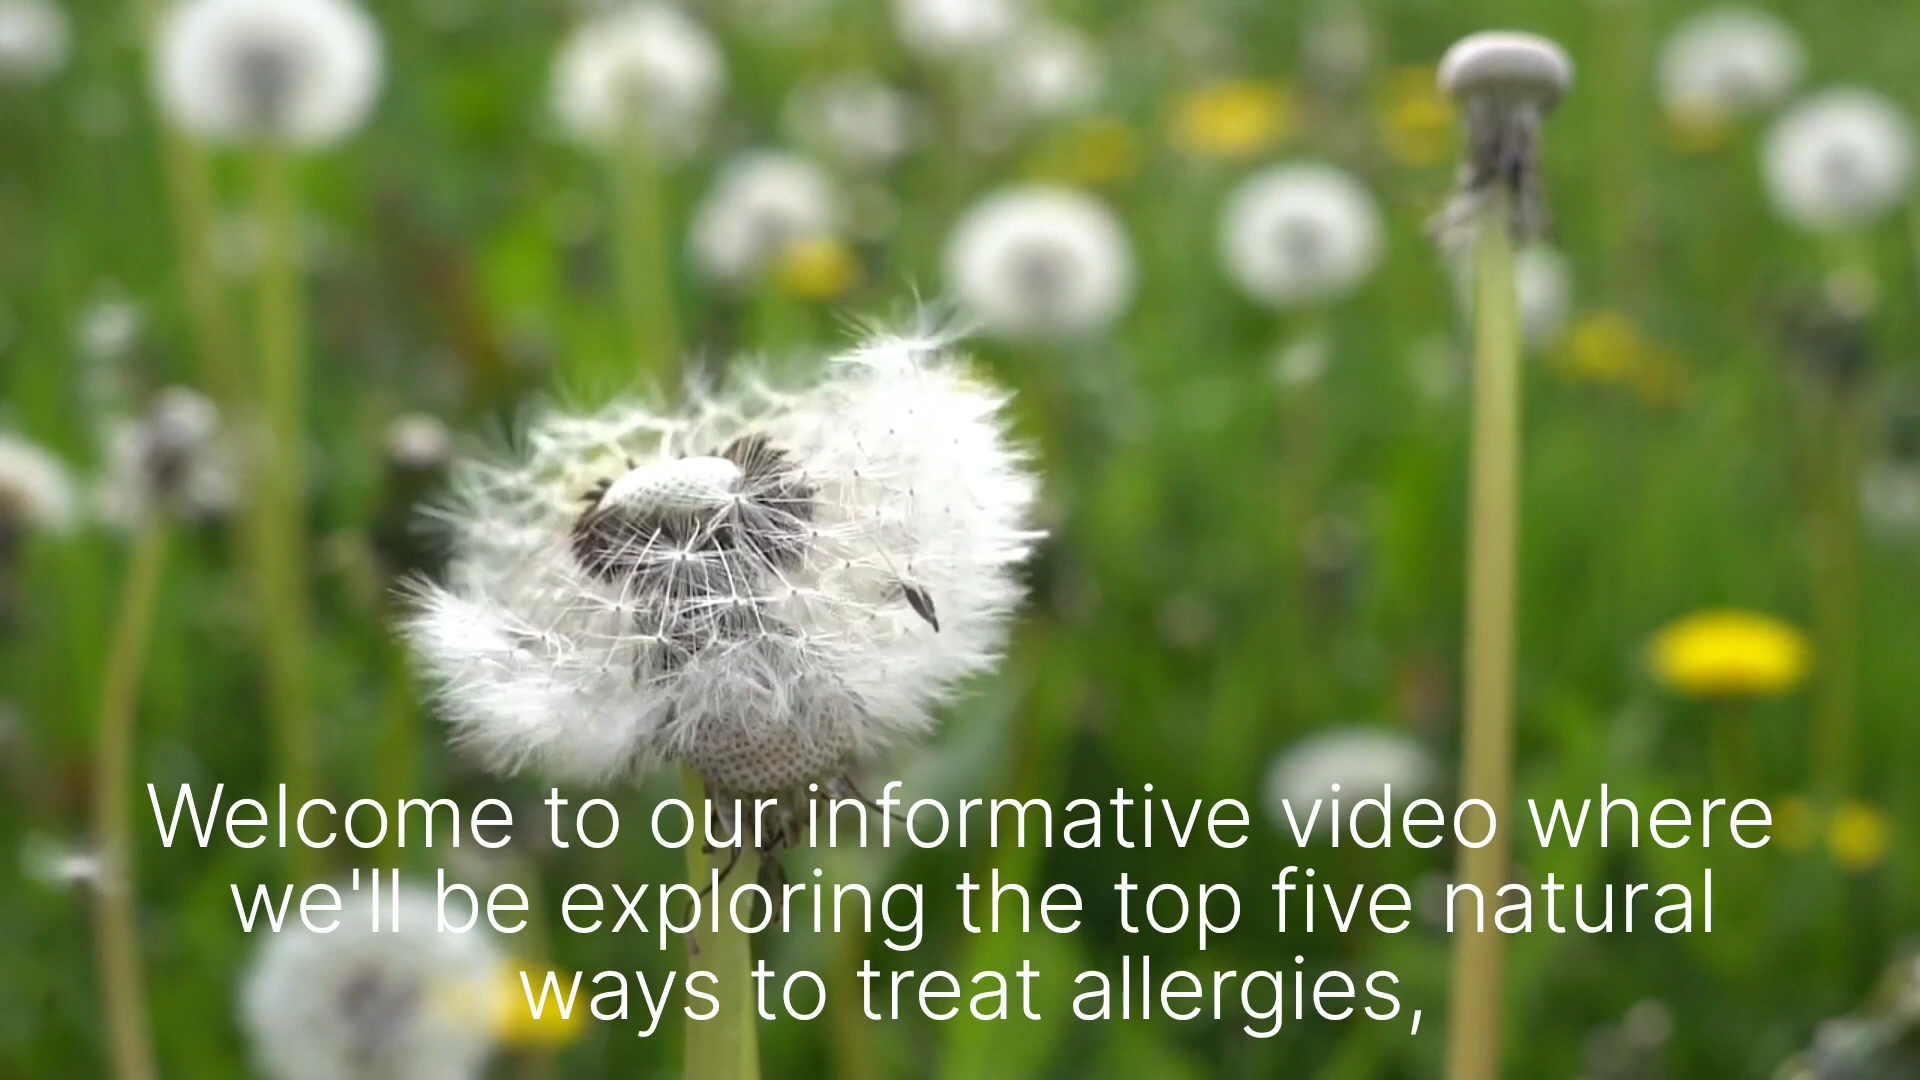 Welcome to our informative video where
we'll be exploring the top five natural
ways to treat allergies,